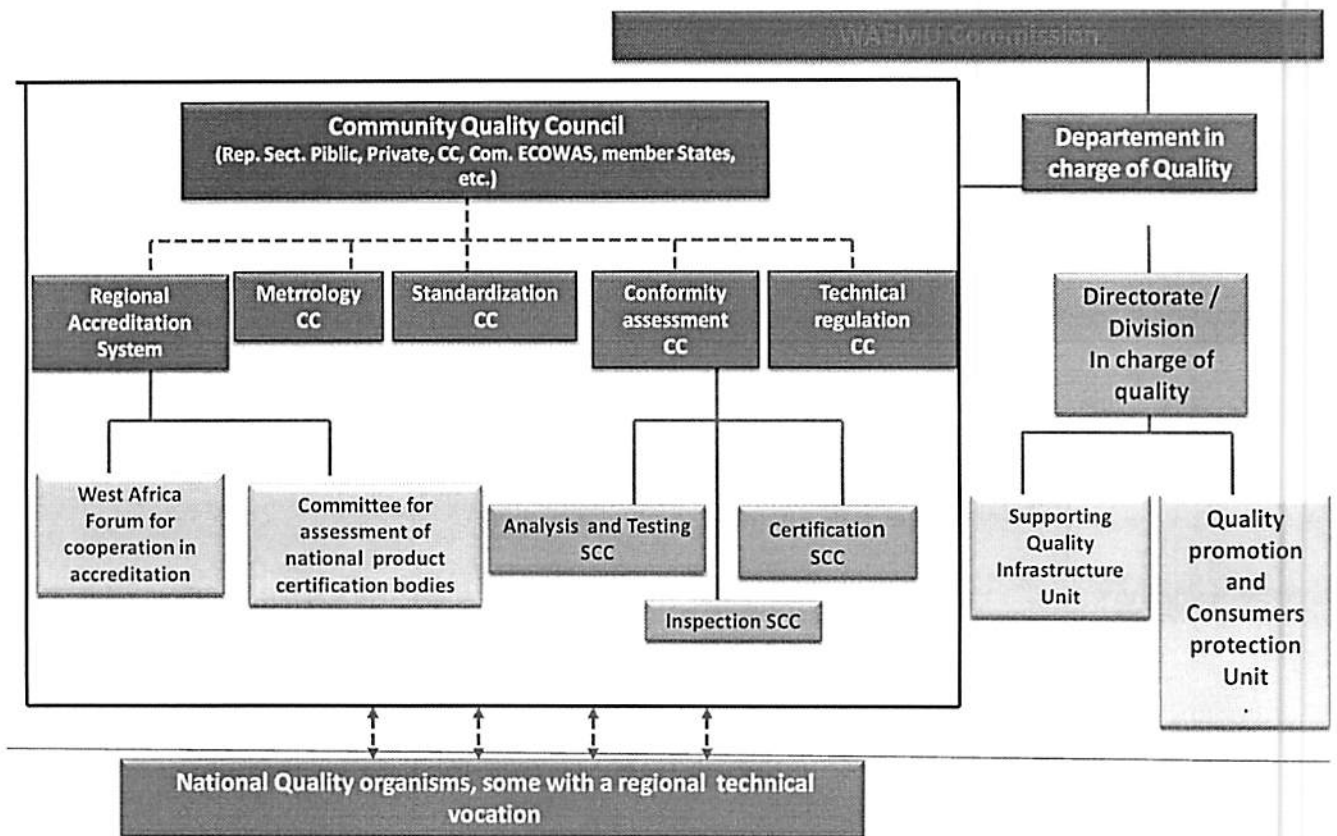 WAEMU Commission
Community Quality Council
(Rep. Sect. Piblic, Private, CC, Com. ECOWAS, member States,
etc.)
Departement in
charge of Quality
Regional
Accreditation
System
Metrrology
CC
Standardization
CC
Conformity
assessment
CC
Technical
regulation
CC
Directorate /
Division
In charge of
quality
West Africa
Forum for
cooperation in
accreditation
Committee for
assessment of
national product
certification bodies
Analysis and Testing
SCC
Certification
SCC
Inspection SCC
Supporting
Quality
Infrastructure
Unit
Quality
promotion
and
Consumers
protection
Unit
.
National Quality organisms, some with a regional technical
vocation